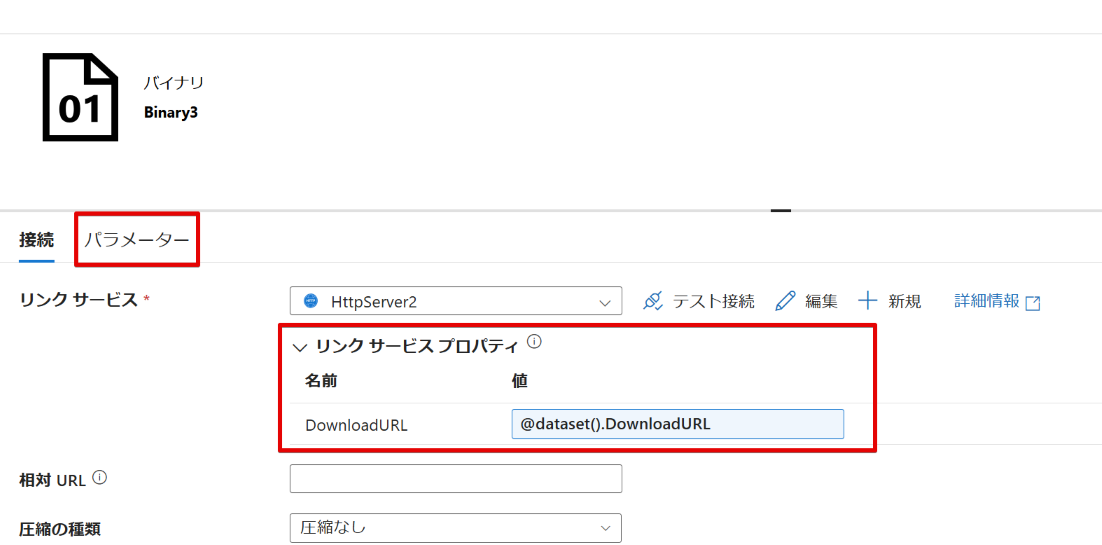 01
バイナリ
Binary3
接続 パラメーター
リンク サービス * HttpServer2 テスト接続 編集 新規 詳細情報
リンク サービス プロパティ
名前 値
DownloadURL @dataset().DownloadURL
相対 URL
圧縮の種類 圧縮なし